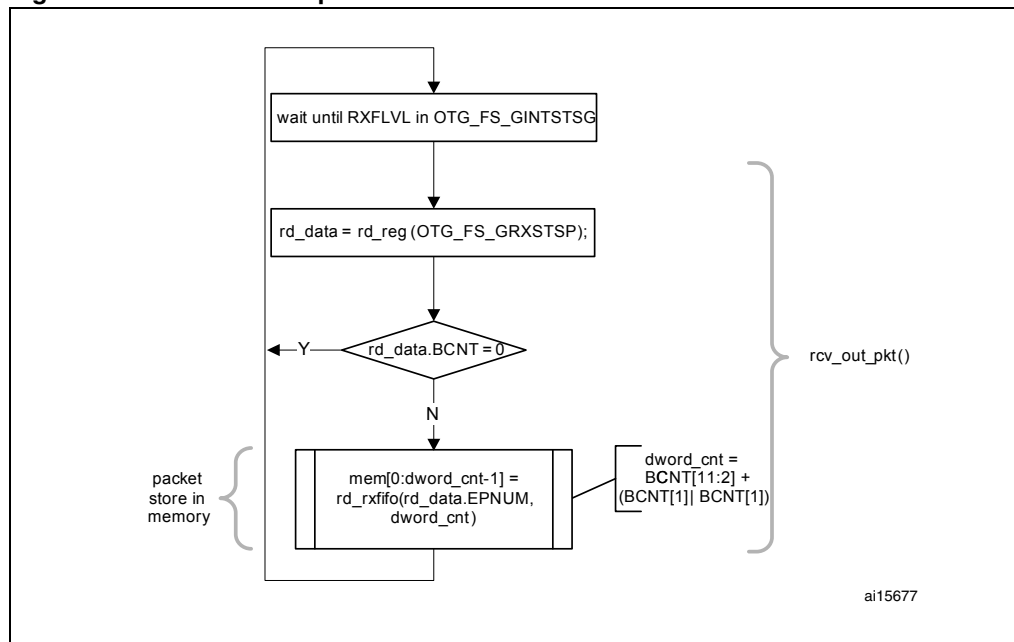 wait until RXFLVL in OTG_FS_GINTSTSG
rd_data = rd_reg (OTG_FS_GRXSTSP);
rd_data.BCNT = 0
Y
rcv_out_pkt()
N
packet
store in
memory
mem[0:dword_cnt-1] =
rd_rxfifo(rd_data.EPNUM,
dword_cnt)
dword_cnt =
BCNT[11:2] +
(BCNT[1]| BCNT[1])
ai15677